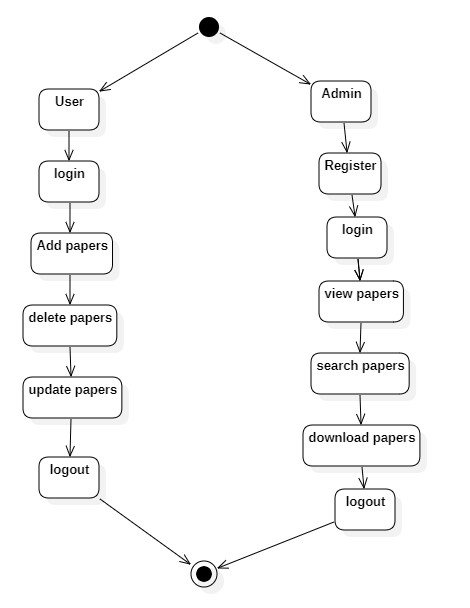 User
login
Add papers
delete papers
update papers
logout
Admin
Register
login
view papers
search papers
download papers
logout